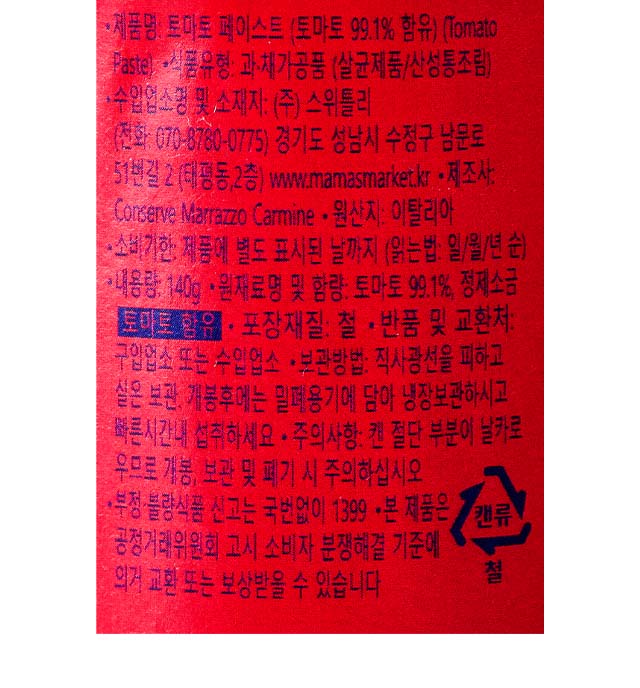 •제품명: 토마토 페이스트 (토마토 99.1% 함유) (Tomato
Paste) •식품유형: 과·채가공품 (살균제품/산성통조림)
•수입업소명 및 소재지: (주) 스위틀리
(전화: 070-8780-0775) 경기도 성남시 수정구 남문로
51번길 2 (태평동,2층) www.mamasmarket.kr •제조사:
Conserve Marrazzo Carmine •원산지: 이탈리아
•소비기한: 제품에 별도 표시된 날까지 (읽는법: 일/월/년 순)
•내용량: 140g •원재료명 및 함량: 토마토 99.1%, 정제소금
토마토 함유 •포장재질: 철 •반품 및 교환처:
구입업소 또는 수입업소 •보관방법: 직사광선을 피하고
실온 보관, 개봉후에는 밀폐용기에 담아 냉장보관하시고
빠른시간내 섭취하세요 •주의사항: 캔 절단 부분이 날카로
우므로 개봉, 보관 및 폐기 시 주의하십시오
•부정·불량식품 신고는 국번없이 1399 •본 제품은
공정거래위원회 고시 소비자 분쟁해결 기준에
의거 교환 또는 보상받을 수 있습니다
캔류
철